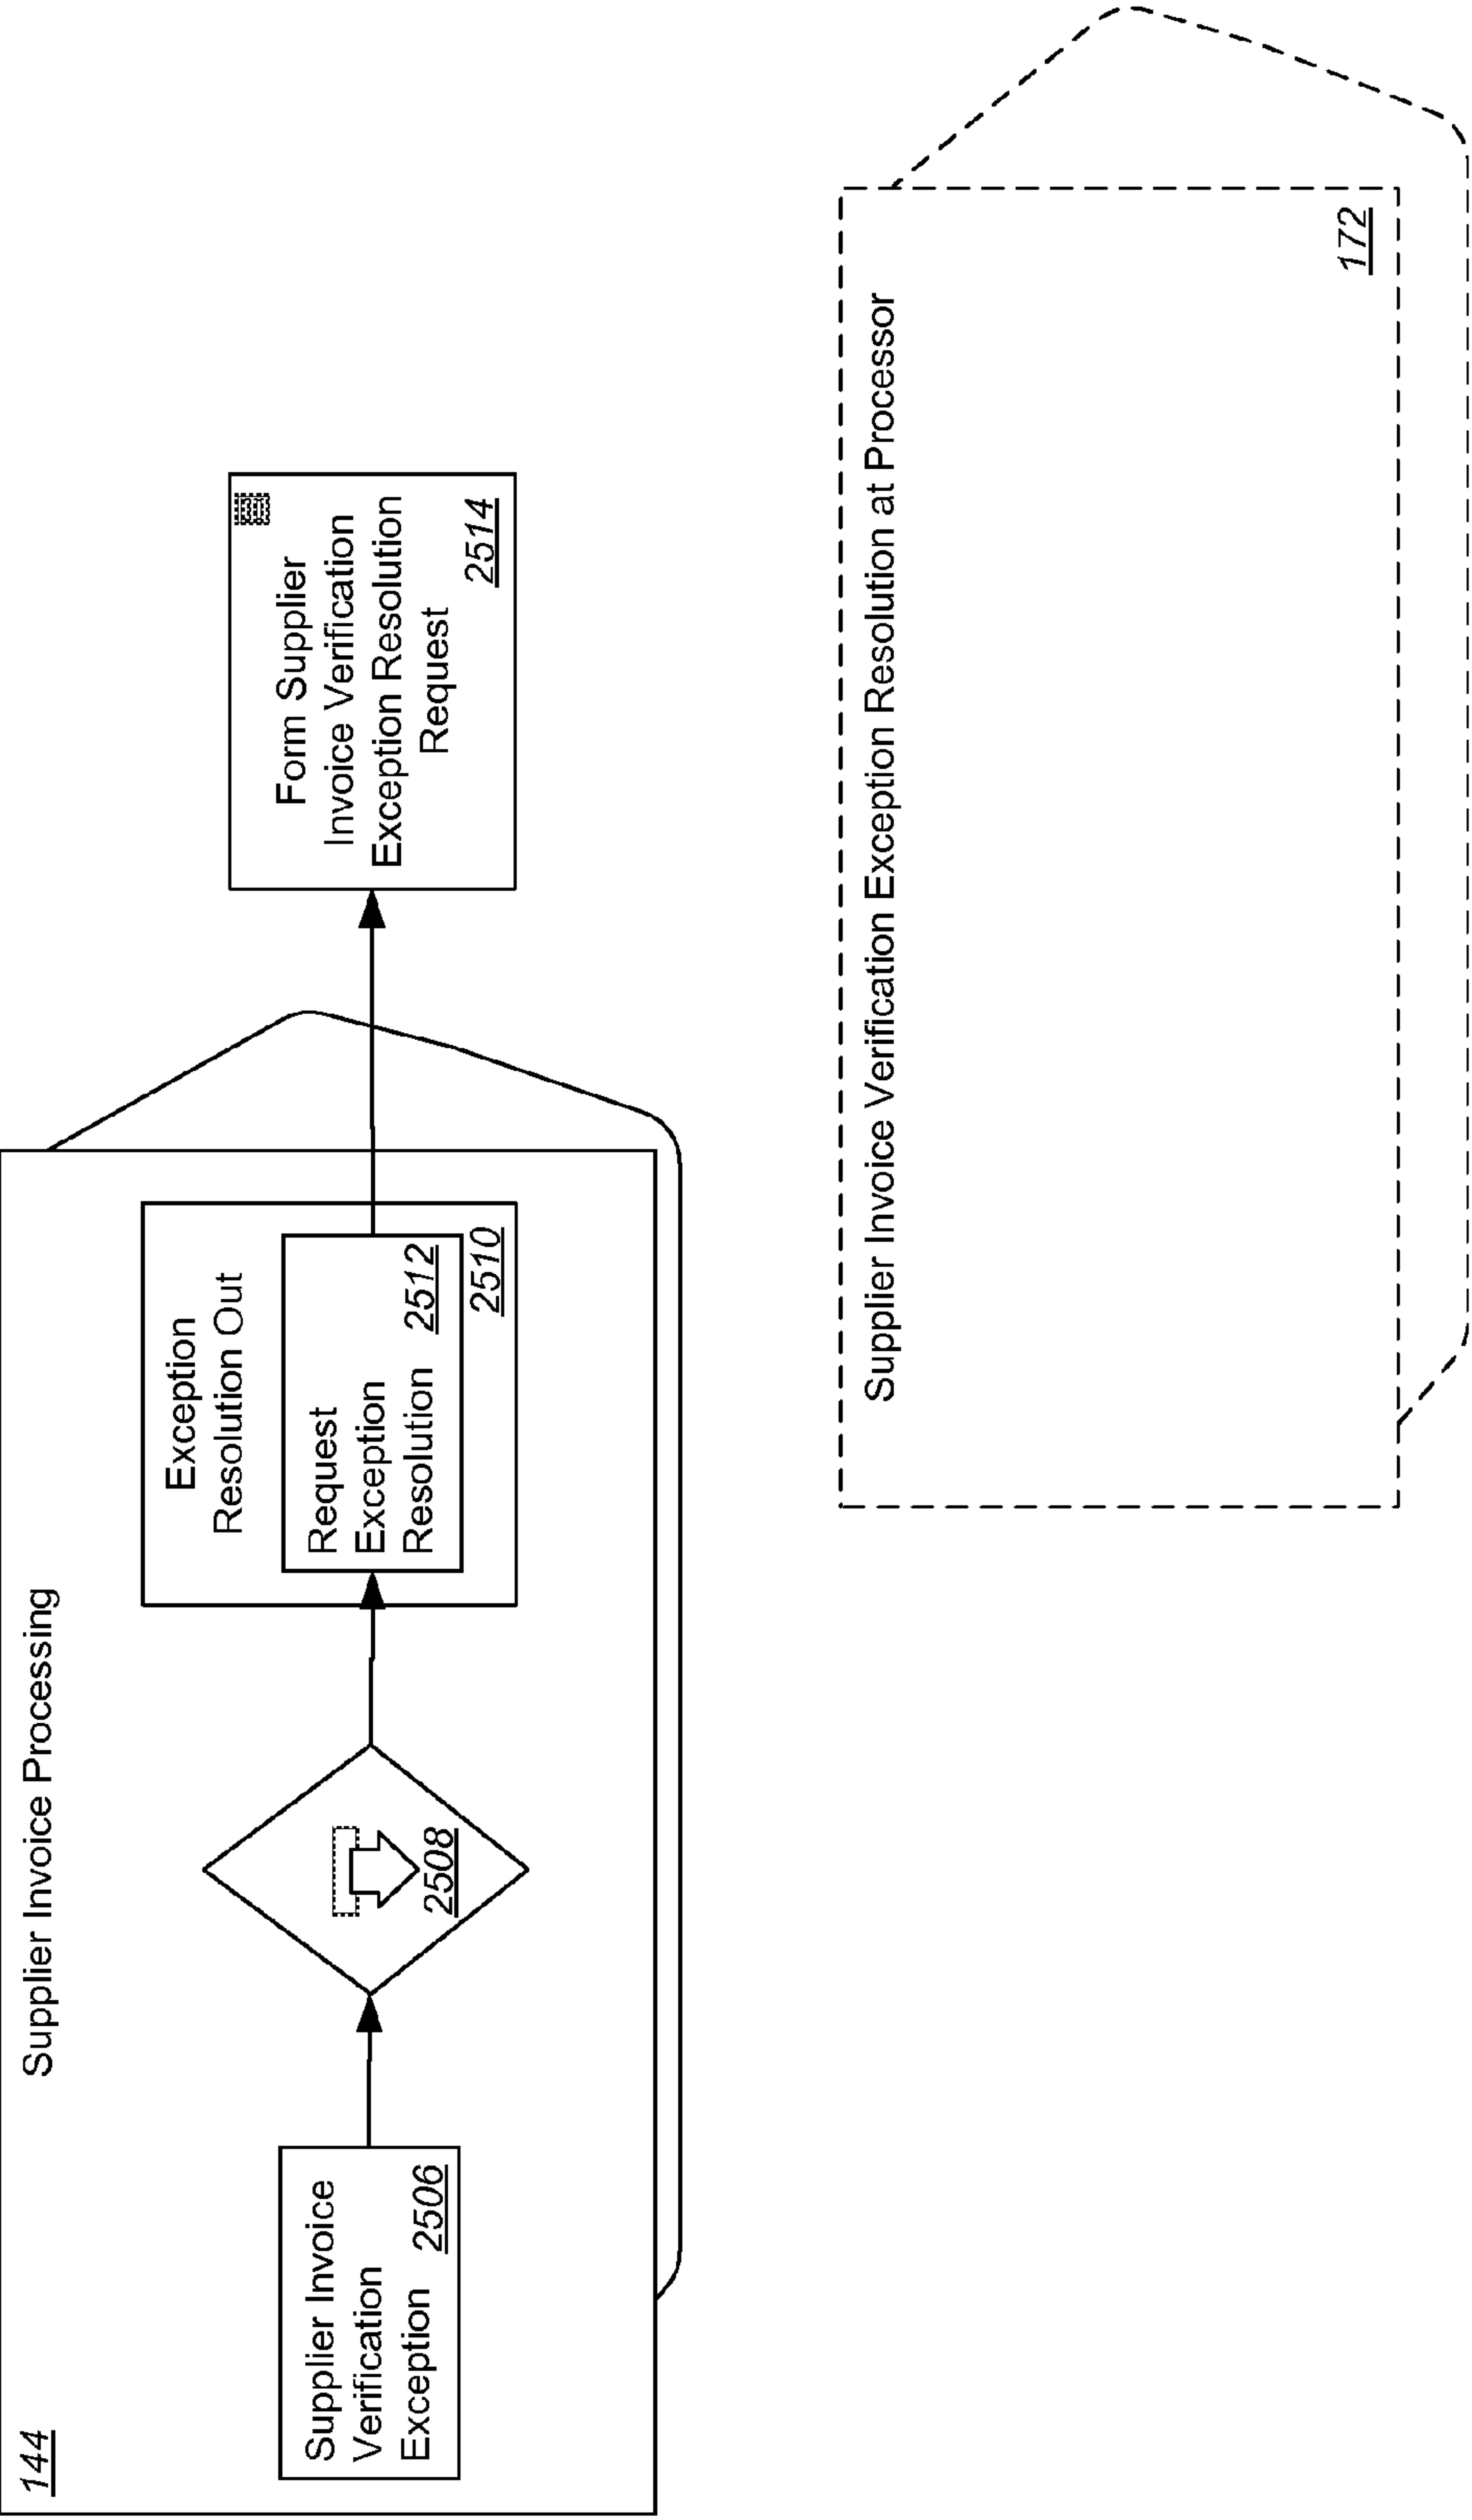 144
Supplier Invoice Processing
Supplier Invoice
Verification
Exception 2506
2508
Exception
Resolution Out
Request
Exception
Resolution 2512
2510
Form Supplier
Invoice Verification
Exception Resolution
Request
2514
Supplier Invoice Verification Exception Resolution at Processor
172